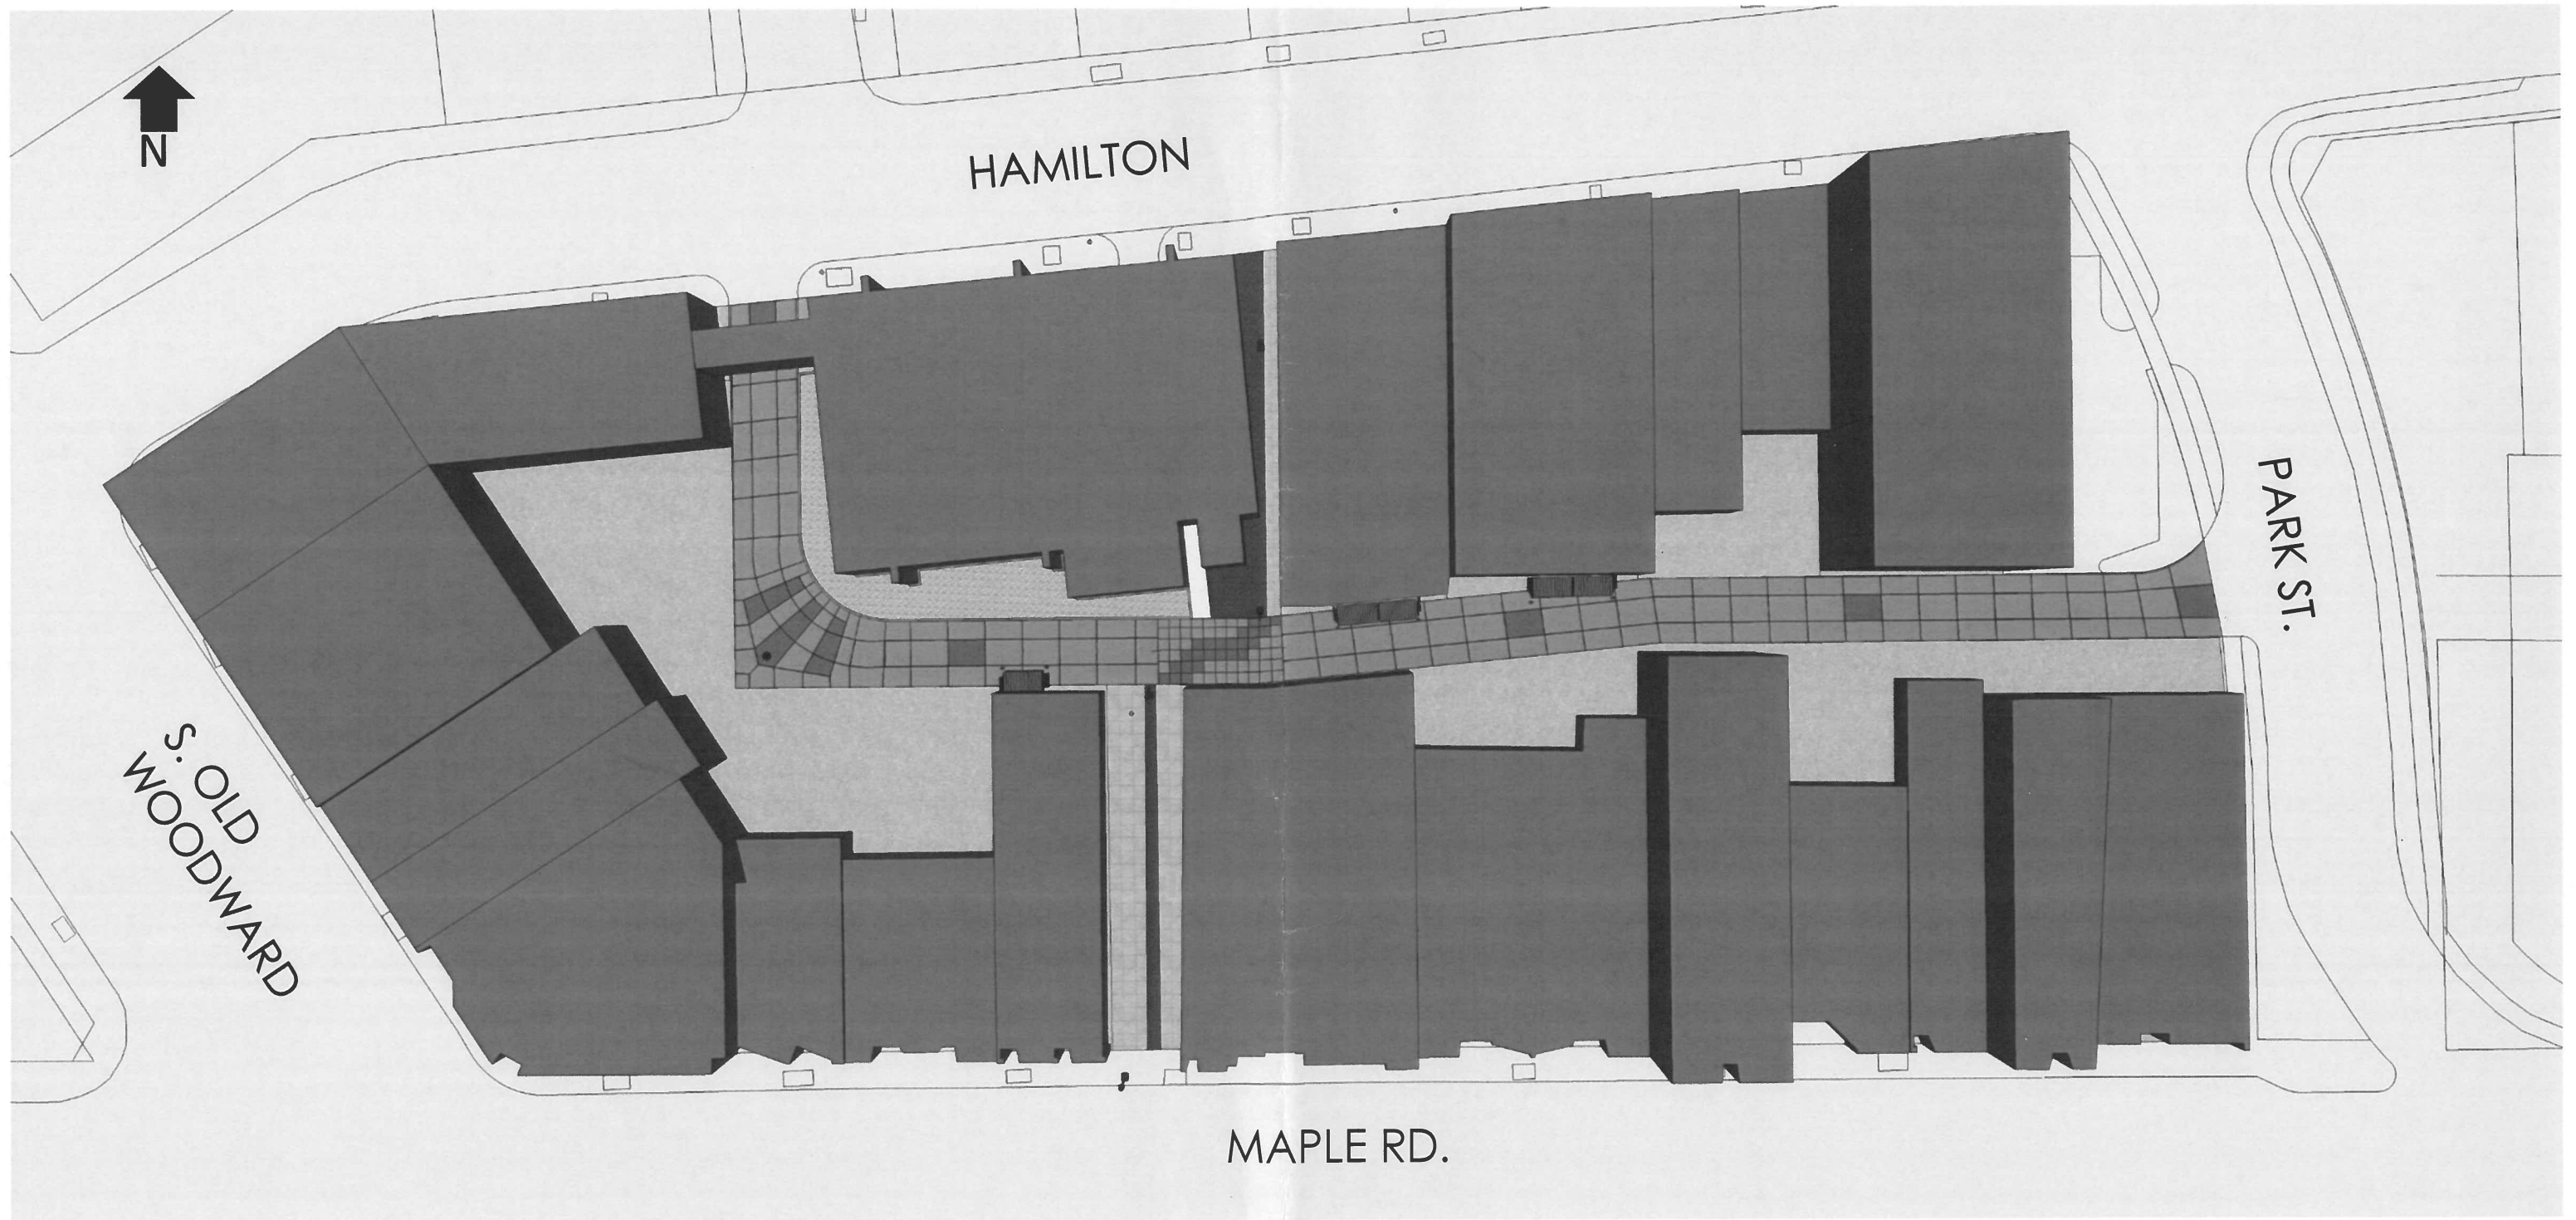 N
HAMILTON
PARK ST.
S. OLD
WOODWARD
MAPLE RD.